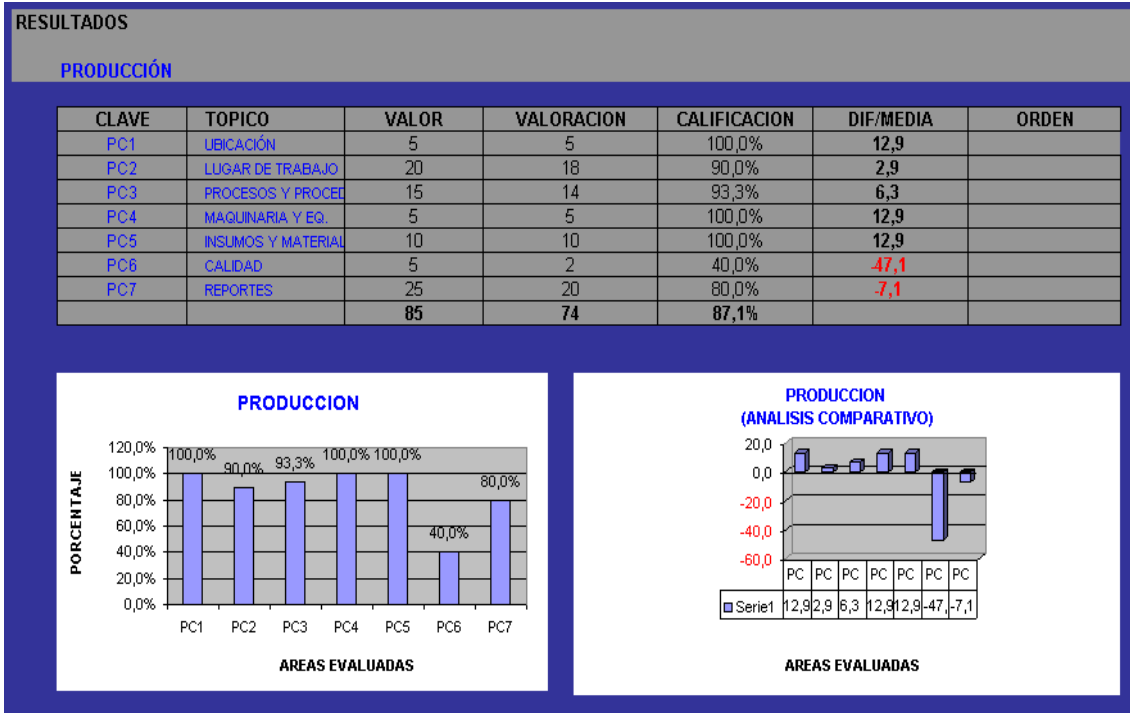 RESULTADOS
PRODUCCIÓN
CLAVE TOPICO VALOR VALORACION CALIFICACION DIF/MEDIA ORDEN
PC1 UBICACIÓN 5 5 100,0% 12,9
PC2 LUGAR DE TRABAJO 20 18 90,0% 2,9
PC3 PROCESOS Y PROCED 15 14 93,3% 6,3
PC4 MAQUINARIA Y EQ. 5 5 100,0% 12,9
PC5 INSUMOS Y MATERIAL 10 10 100,0% 12,9
PC6 CALIDAD 5 2 40,0% -47,1
PC7 REPORTES 25 20 80,0% -7,1
85 74 87,1%
PRODUCCION
PORCENTAJE
120,0%
100,0%
80,0%
60,0%
40,0%
20,0%
0,0%
100,0% 90,0% 93,3% 100,0% 100,0% 40,0% 80,0%
PC1 PC2 PC3 PC4 PC5 PC6 PC7
AREAS EVALUADAS
PRODUCCION
(ANALISIS COMPARATIVO)
20,0
0,0
-20,0
-40,0
-60,0
PC PC PC PC PC PC PC
Serie1 12,9 2,9 6,3 12,9 12,9 -47, -7,1
AREAS EVALUADAS